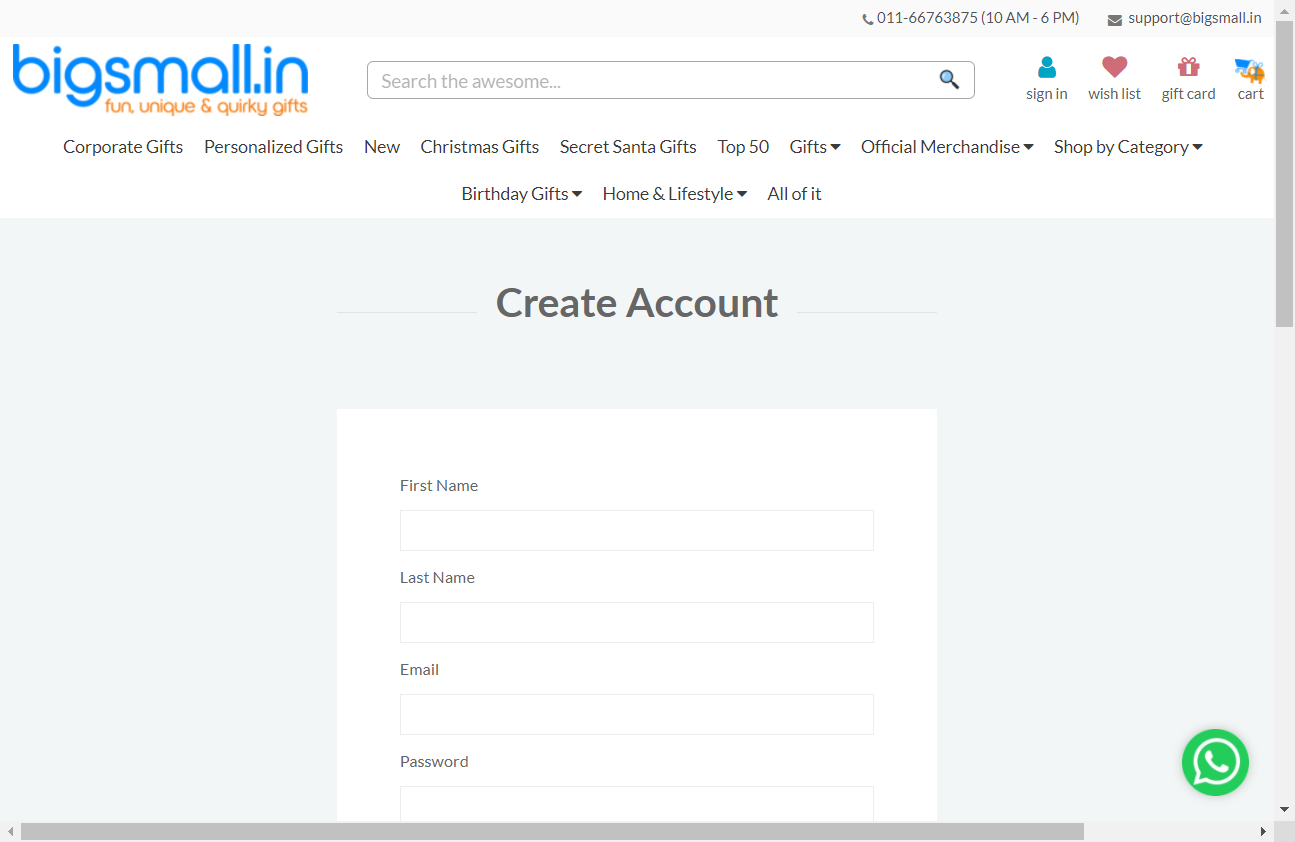 011-66763875 (10 AM - 6 PM) support@bigsmall.in
bigsmall.in
fun, unique & quirky gifts
Search the awesome...
sign in
wish list
gift card
cart
Corporate Gifts Personalized Gifts New Christmas Gifts Secret Santa Gifts Top 50 Gifts Official Merchandise Shop by Category
Birthday Gifts Home & Lifestyle All of it
Create Account
First Name
Last Name
Email
Password